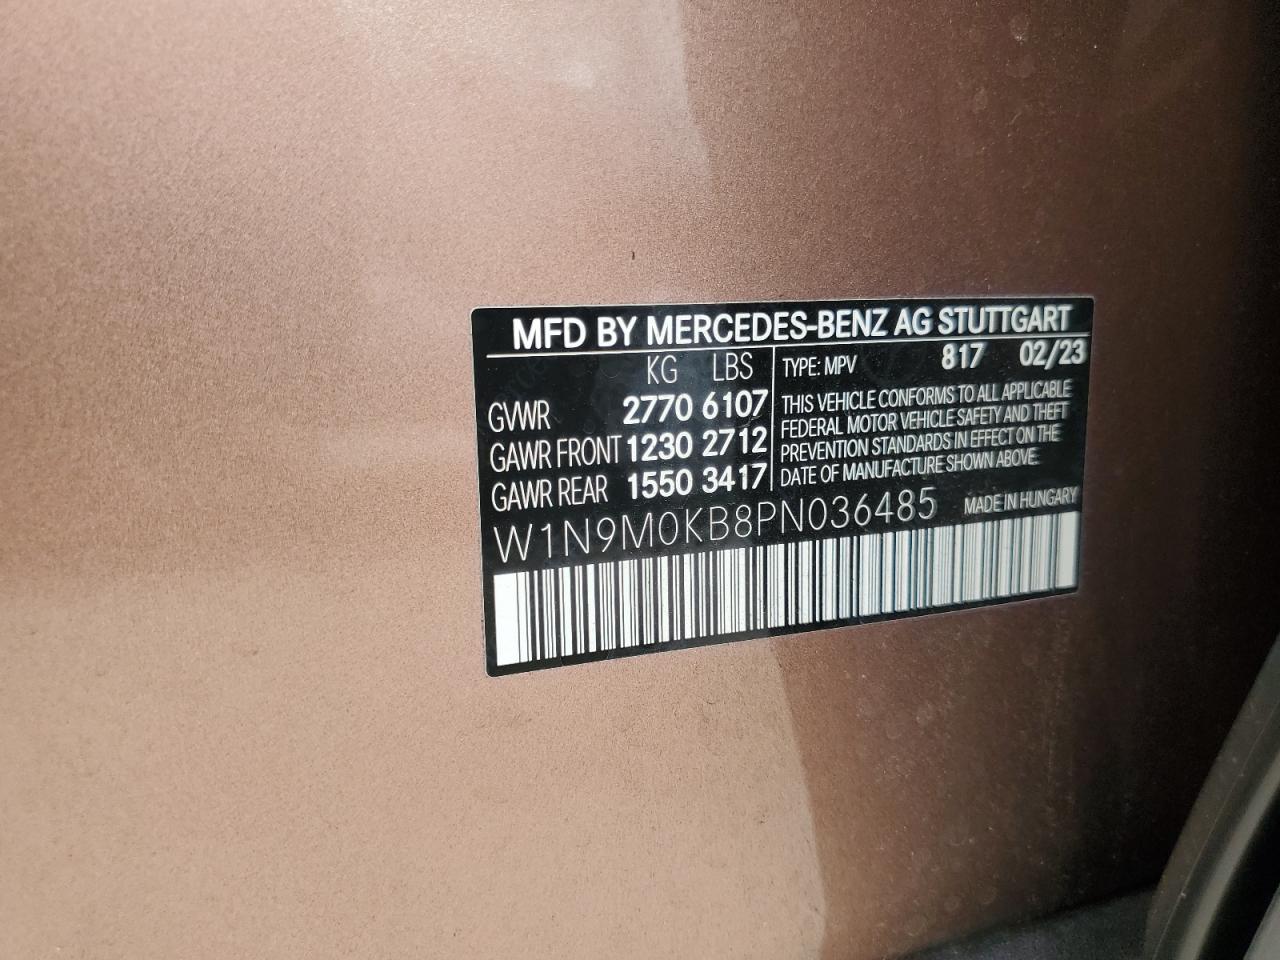 MFD BY MERCEDES-BENZ AG STUTTGART
KG LBS
GVWR 2770 6107
GAWR FRONT 1230 2712
GAWR REAR 1550 3417
TYPE: MPV 817 02/23
THIS VEHICLE CONFORMS TO ALL APPLICABLE
FEDERAL MOTOR VEHICLE SAFETY AND THEFT
PREVENTION STANDARDS IN EFFECT ON THE
DATE OF MANUFACTURE SHOWN ABOVE.
W1N9M0KB8PN036485 MADE IN HUNGARY